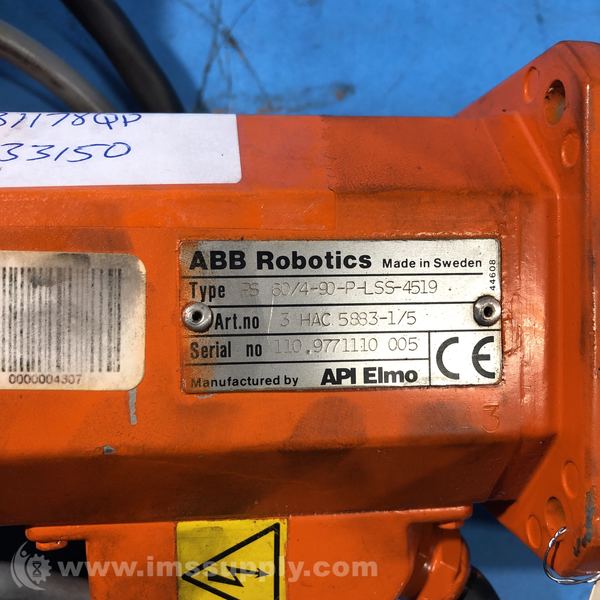 33150
ABB Robotics Made in Sweden
Type 60/4-90-P-LSS-4519
44608
Art.no 3 HAC 5883-1/5
Serial no 110.9771110 005
Manufactured by API Elmo CE
0000004307
3
www.imssupply.com